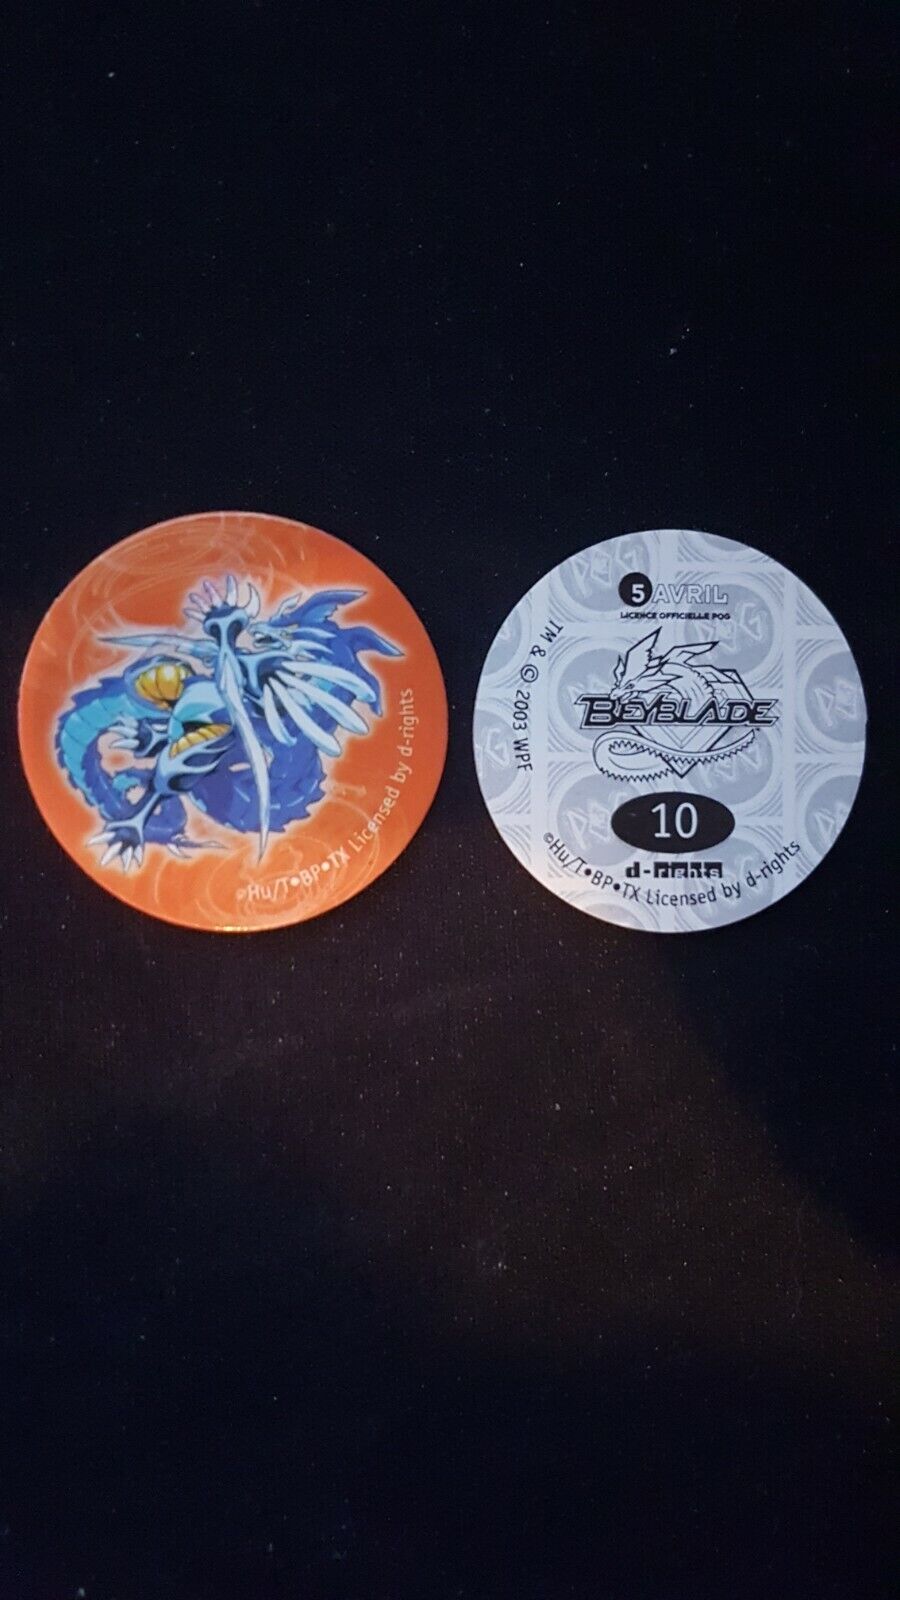 ©Hu/T•BP•TX Licensed by d-rights
5 AVRIL
LICENCE OFFICIELLE POG
TM & © 2003 WPF
BEYBLADE
10
d-rights
©Hu/T•BP•TX Licensed by d-rights